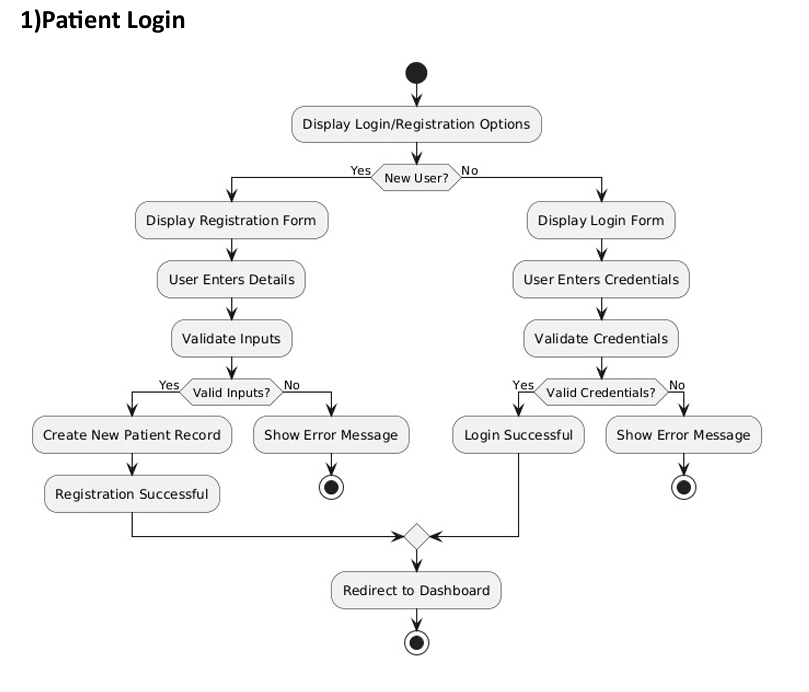 1)Patient Login
Display Login/Registration Options
Yes
New User?
No
Display Registration Form
Display Login Form
User Enters Details
User Enters Credentials
Validate Inputs
Validate Credentials
Yes
Valid Inputs?
No
Yes
Valid Credentials?
No
Create New Patient Record
Show Error Message
Login Successful
Show Error Message
Registration Successful
Redirect to Dashboard